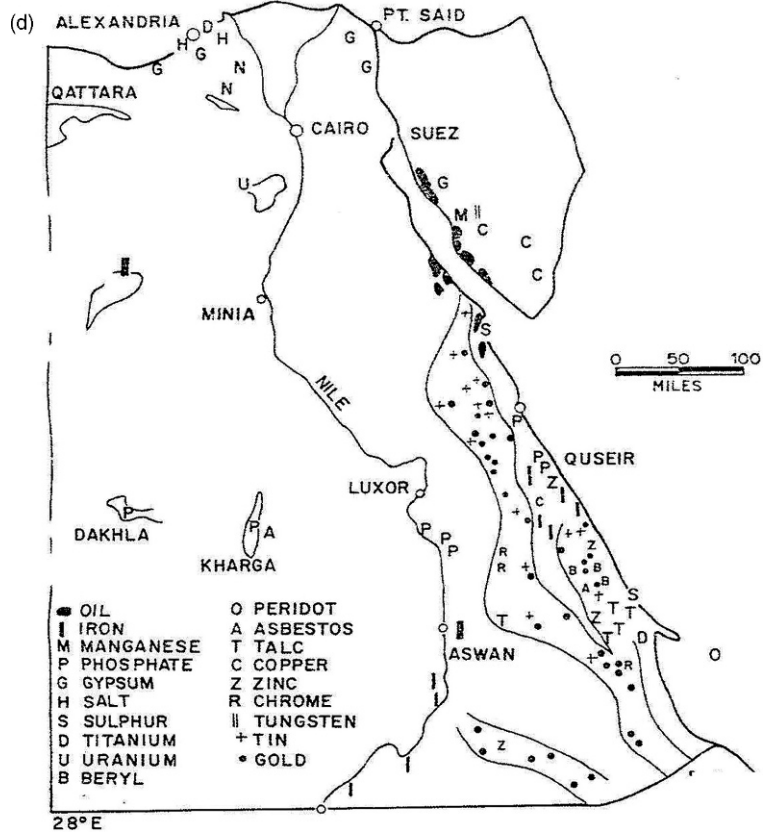 (d)
ALEXANDRIA
D
PT. SAID
S H
H
G
G
G
G
N
N
QATTARA
CAIRO
SUEZ
U
G
M ||
C
C
C
MINIA
S
0 50 100
MILES
NILE
P
QUSEIR
P P
Z
LUXOR
C
P
P A
DAKHLA
KHARGA
P P P
R
R
Z
B B
A B
S
T T
T
Z T T
T
D
O
ASWAN
R
Z
OIL
IRON
M MANGANESE
P PHOSPHATE
G GYPSUM
H SALT
S SULPHUR
D TITANIUM
U URANIUM
B BERYL
O PERIDOT
A ASBESTOS
T TALC
C COPPER
Z ZINC
R CHROME
|| TUNGSTEN
+ TIN
• GOLD
28°E